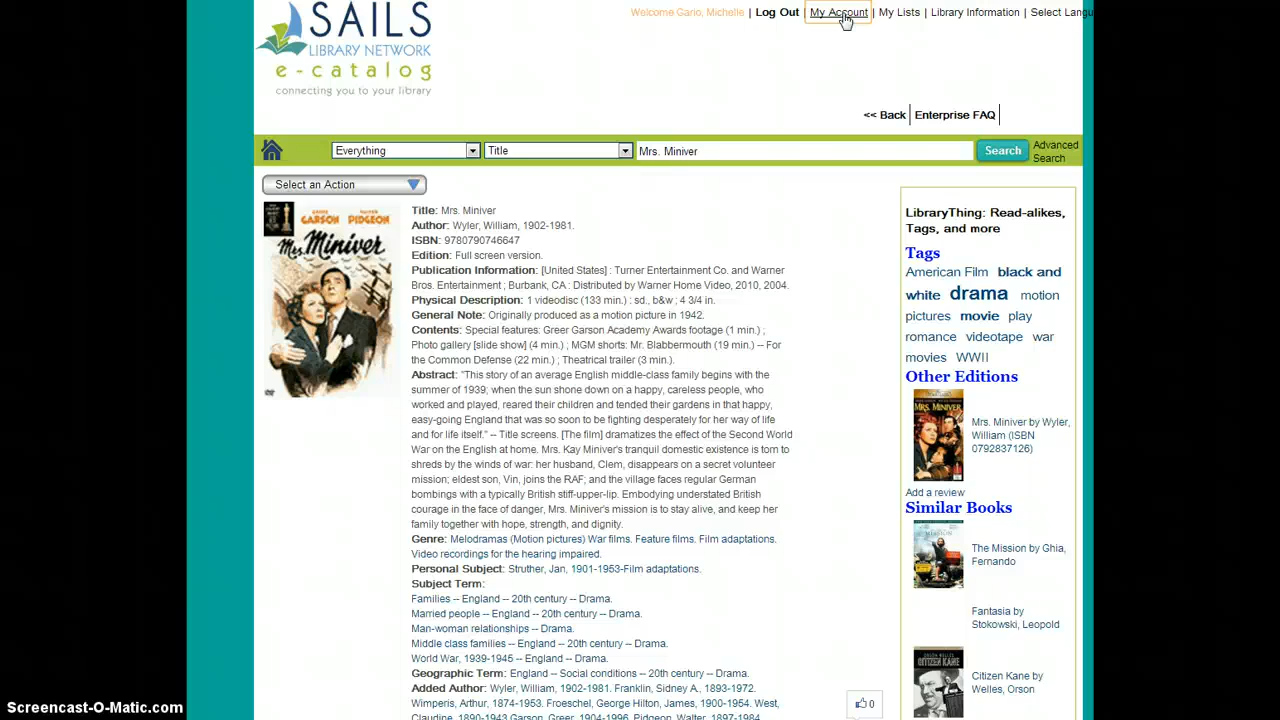 SAILS
LIBRARY NETWORK
e-catalog
connecting you to your library
Welcome Gario, Michelle | Log Out | My Account | My Lists | Library Information | Select Langu
<< Back | Enterprise FAQ |
Everything Title Mrs. Miniver Search Advanced Search
Select an Action
GREER GARSON WALTER PIDGEON
Mrs. Miniver
Title: Mrs. Miniver
Author: Wyler, William, 1902-1981.
ISBN: 9780790746647
Edition: Full screen version.
Publication Information: [United States] : Turner Entertainment Co. and Warner
Bros. Entertainment ; Burbank, CA : Distributed by Warner Home Video, 2010, 2004.
Physical Description: 1 videodisc (133 min.) : sd., b&w ; 4 3/4 in.
General Note: Originally produced as a motion picture in 1942.
Contents: Special features: Greer Garson Academy Awards footage (1 min.) ;
Photo gallery [slide show] (4 min.) ; MGM shorts: Mr. Blabbermouth (19 min.) -- For
the Common Defense (22 min.) ; Theatrical trailer (3 min.).
Abstract: "This story of an average English middle-class family begins with the
summer of 1939; when the sun shone down on a happy, careless people, who
worked and played, reared their children and tended their gardens in that happy,
easy-going England that was so soon to be fighting desperately for her way of life
and for life itself." -- Title screens. [The film] dramatizes the effect of the Second World
War on the English at home. Mrs. Kay Miniver's tranquil domestic existence is torn to
shreds by the winds of war: her husband, Clem, disappears on a secret volunteer
mission; eldest son, Vin, joins the RAF; and the village faces regular German
bombings with a typically British stiff-upper-lip. Embodying understated British
courage in the face of danger, Mrs. Miniver's mission is to stay alive, and keep her
family together with hope, strength, and dignity.
Genre: Melodramas (Motion pictures) War films. Feature films. Film adaptations.
Video recordings for the hearing impaired.
Personal Subject: Struther, Jan, 1901-1953-Film adaptations.
Subject Term:
Families -- England -- 20th century -- Drama.
Married people -- England -- 20th century -- Drama.
Man-woman relationships -- Drama.
Middle class families -- England -- 20th century -- Drama.
World War, 1939-1945 -- England -- Drama.
Geographic Term: England -- Social conditions -- 20th century -- Drama.
Added Author: Wyler, William, 1902-1981. Franklin, Sidney A., 1893-1972.
Wimperis, Arthur, 1874-1953. Froeschel, George Hilton, James, 1900-1954. West,
Claudine, 1890-1943 Garson, Greer, 1904-1996. Pidgeon, Walter, 1897-1984.
LibraryThing: Read-alikes,
Tags, and more
Tags
American Film black and
white drama motion
pictures movie play
romance videotape war
movies WWII
Other Editions
MRS. MINIVER
Mrs. Miniver by Wyler,
William (ISBN
0792837126)
Add a review
Similar Books
The Mission by Ghia,
Fernando
Fantasia by
Stokowski, Leopold
CITIZEN KANE
Citizen Kane by
Welles, Orson
0
Screencast-O-Matic.com